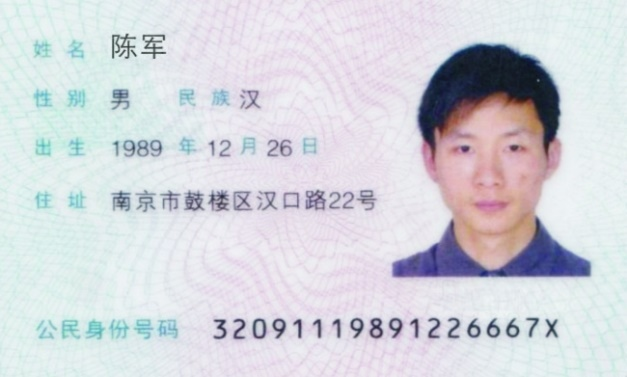 姓名 陈军
性别 男 民族 汉
出生 1989 年 12 月 26 日
住址 南京市鼓楼区汉口路22号
公民身份号码 32091119891226667X